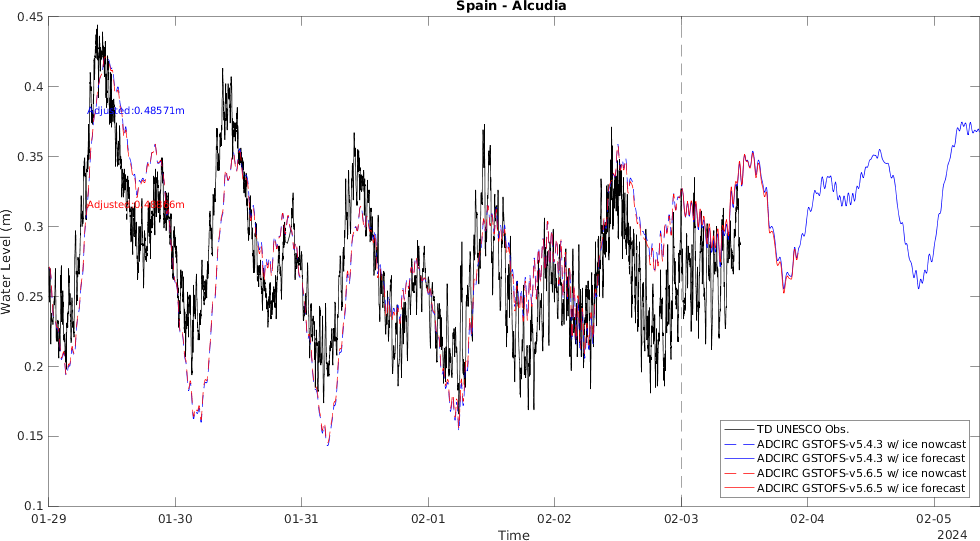 Spain - Alcudia
0.45
0.4
0.35
0.3
0.25
0.2
0.15
0.1
Water Level (m)
Adjusted:0.48571m
TD UNESCO Obs.
ADCIRC GSTOFS-v5.4.3 w/ ice nowcast
ADCIRC GSTOFS-v5.4.3 w/ ice forecast
ADCIRC GSTOFS-v5.6.5 w/ ice nowcast
ADCIRC GSTOFS-v5.6.5 w/ ice forecast
01-29 01-30 01-31 02-01 02-02 02-03 02-04 02-05
Time
2024